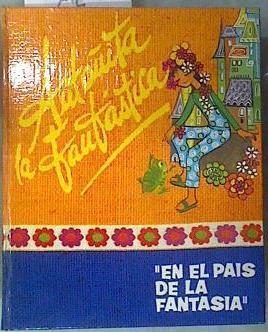 Antoñita
la fantástica
"EN EL PAIS
DE LA
FANTASIA"